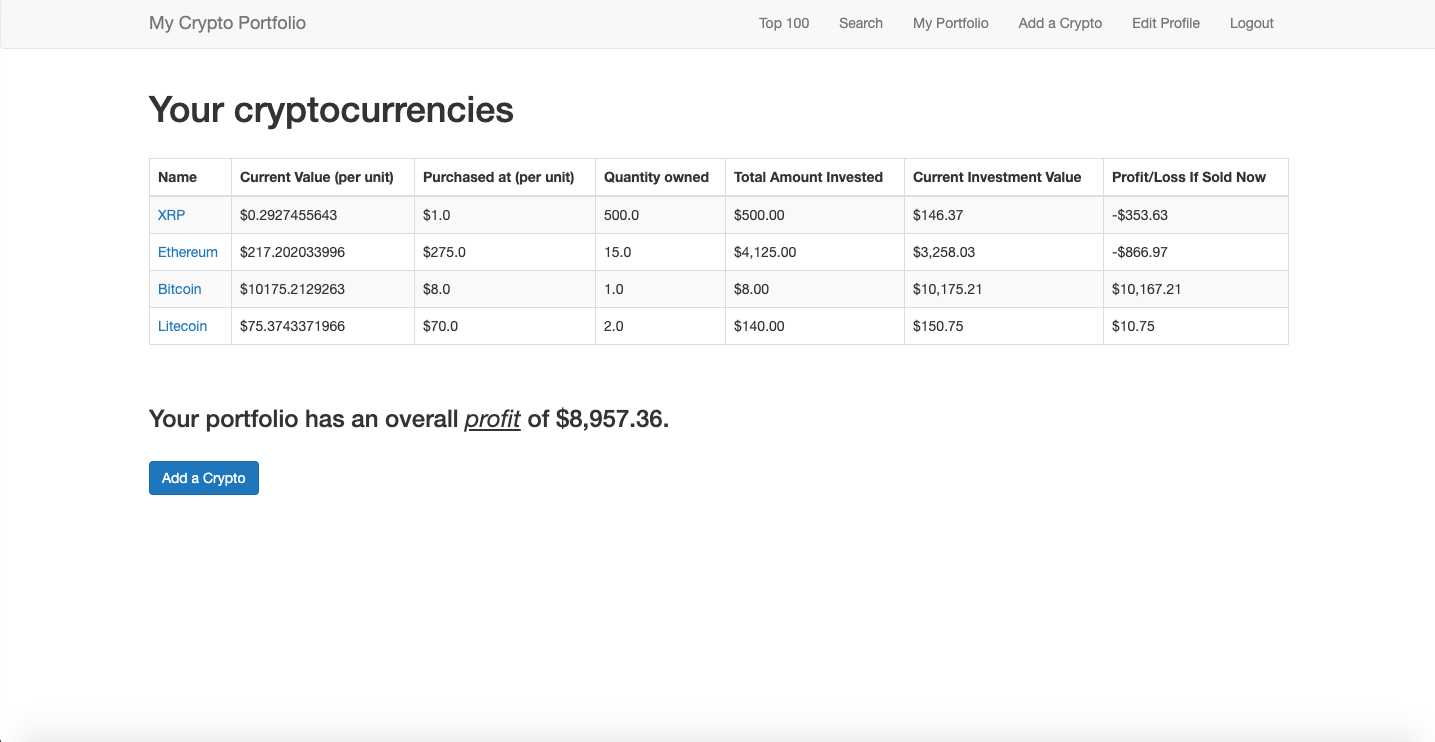 My Crypto Portfolio Top 100 Search My Portfolio Add a Crypto Edit Profile Logout
Your cryptocurrencies
Name Current Value (per unit) Purchased at (per unit) Quantity owned Total Amount Invested Current Investment Value Profit/Loss If Sold Now
XRP $0.2927455643 $1.0 500.0 $500.00 $146.37 -$353.63
Ethereum $217.202033996 $275.0 15.0 $4,125.00 $3,258.03 -$866.97
Bitcoin $10175.2129263 $8.0 1.0 $8.00 $10,175.21 $10,167.21
Litecoin $75.3743371966 $70.0 2.0 $140.00 $150.75 $10.75
Your portfolio has an overall profit of $8,957.36.
Add a Crypto